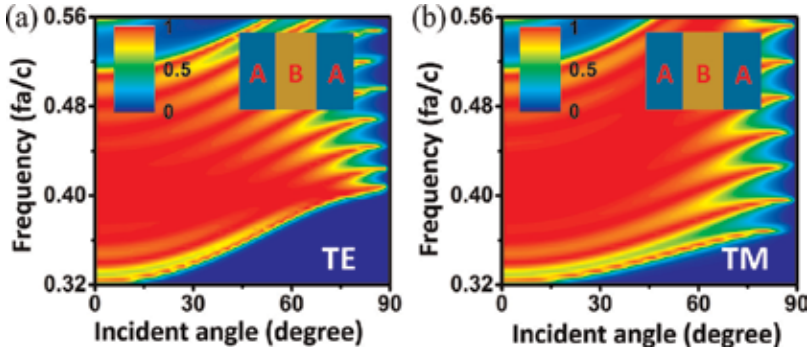 (a)
0.56
0.48
0.40
0.32
Frequency (fa/c)
1
0.5
0
A B A
TE
0 30 60 90
Incident angle (degree)
(b)
0.56
0.48
0.40
0.32
Frequency (fa/c)
1
0.5
0
A B A
TM
0 30 60 90
Incident angle (degree)